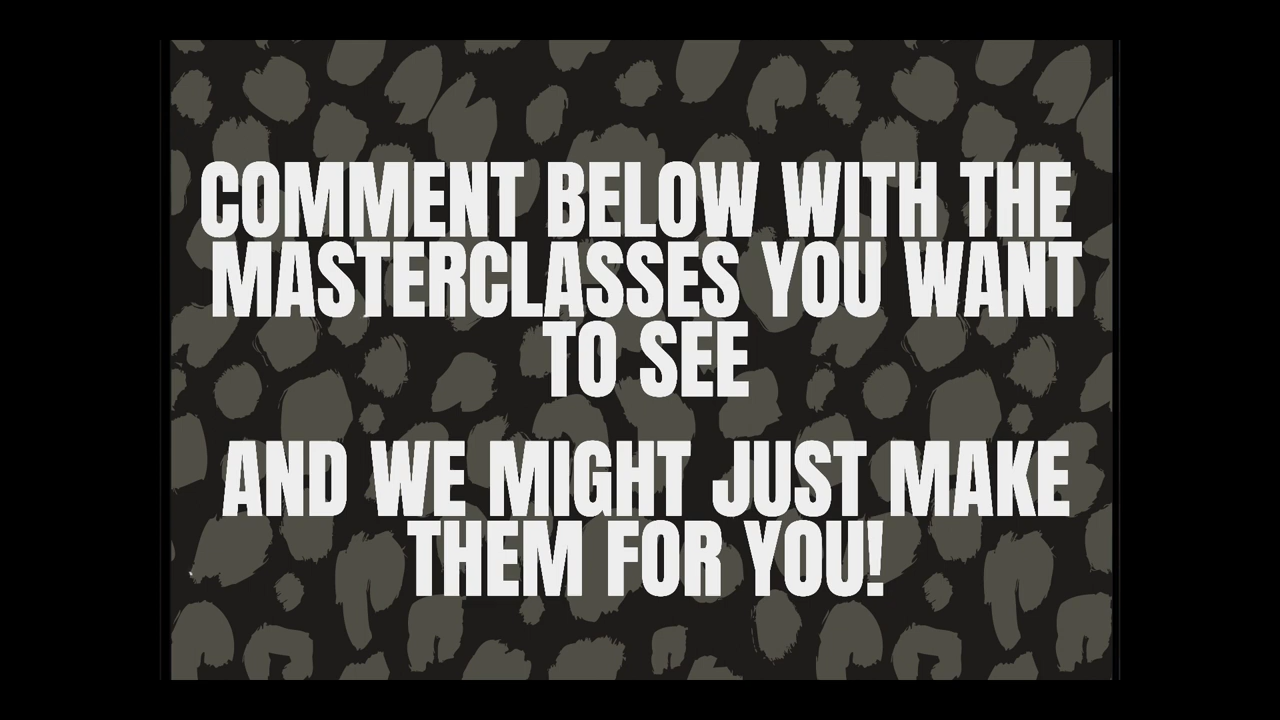 COMMENT BELOW WITH THE
MASTERCLASSES YOU WANT
TO SEE
AND WE MIGHT JUST MAKE
THEM FOR YOU!